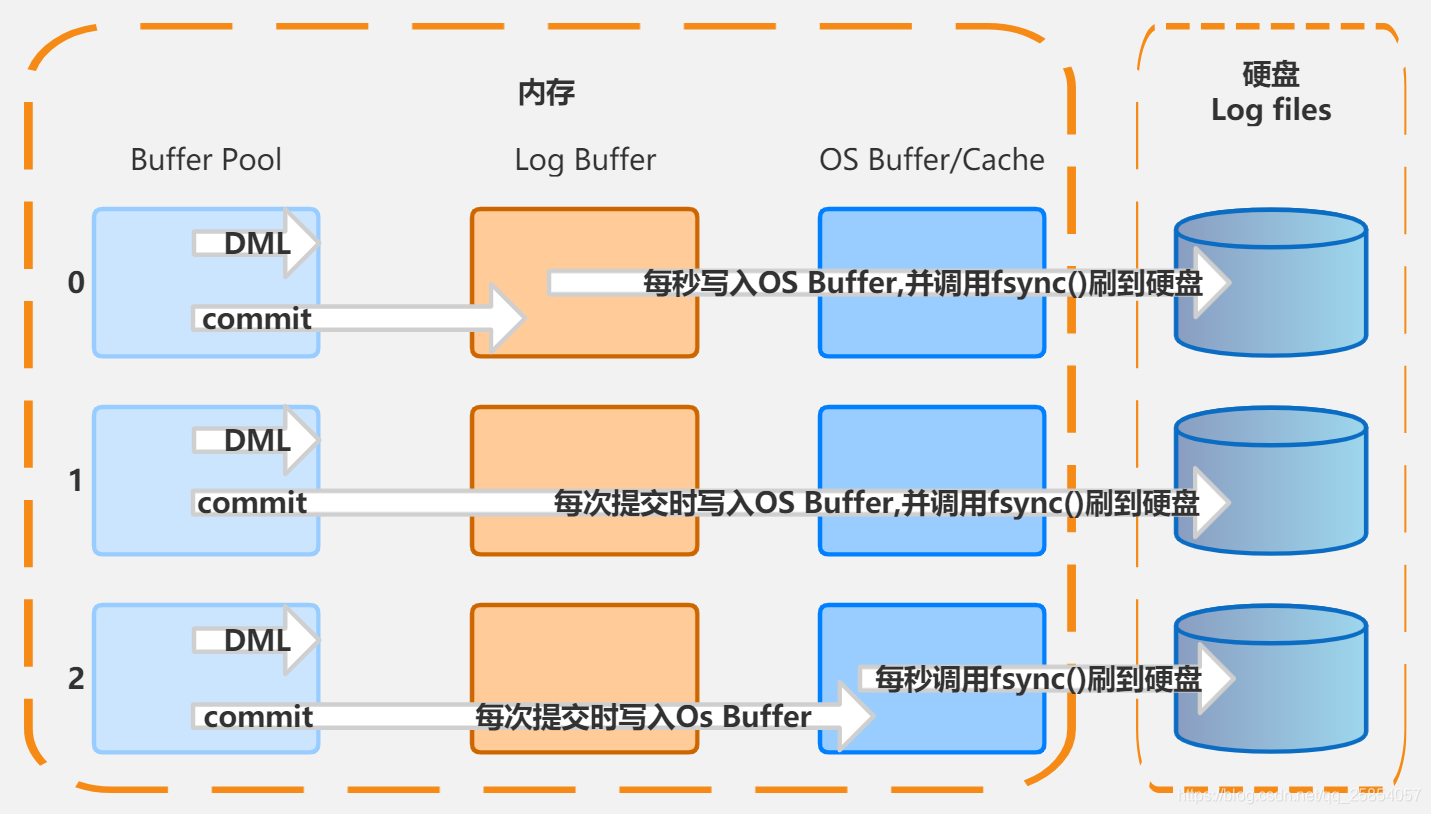 内存
硬盘
Log files
Buffer Pool
Log Buffer
OS Buffer/Cache
0
DML
每秒写入OS Buffer,并调用fsync()刷到硬盘
commit
1
DML
commit
每次提交时写入OS Buffer,并调用fsync()刷到硬盘
2
DML
每秒调用fsync()刷到硬盘
commit
每次提交时写入Os Buffer
https://blog.csdn.net/qq_25854057